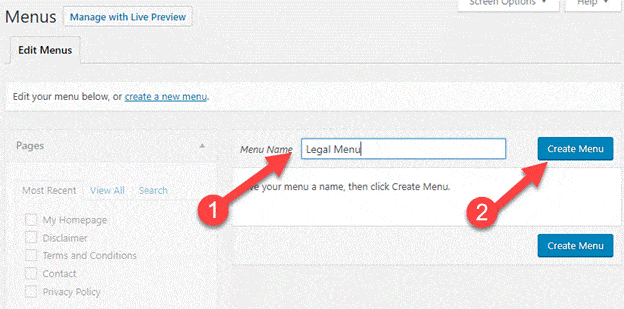 Menus Manage with Live Preview Screen Options Help
Edit Menus
Edit your menu below, or create a new menu.
Pages
Menu Name Legal Menu Create Menu
1
2
your menu a name, then click Create Menu.
Most Recent View All Search
My Homepage
Disclaimer
Terms and Conditions
Contact
Privacy Policy
Create Menu